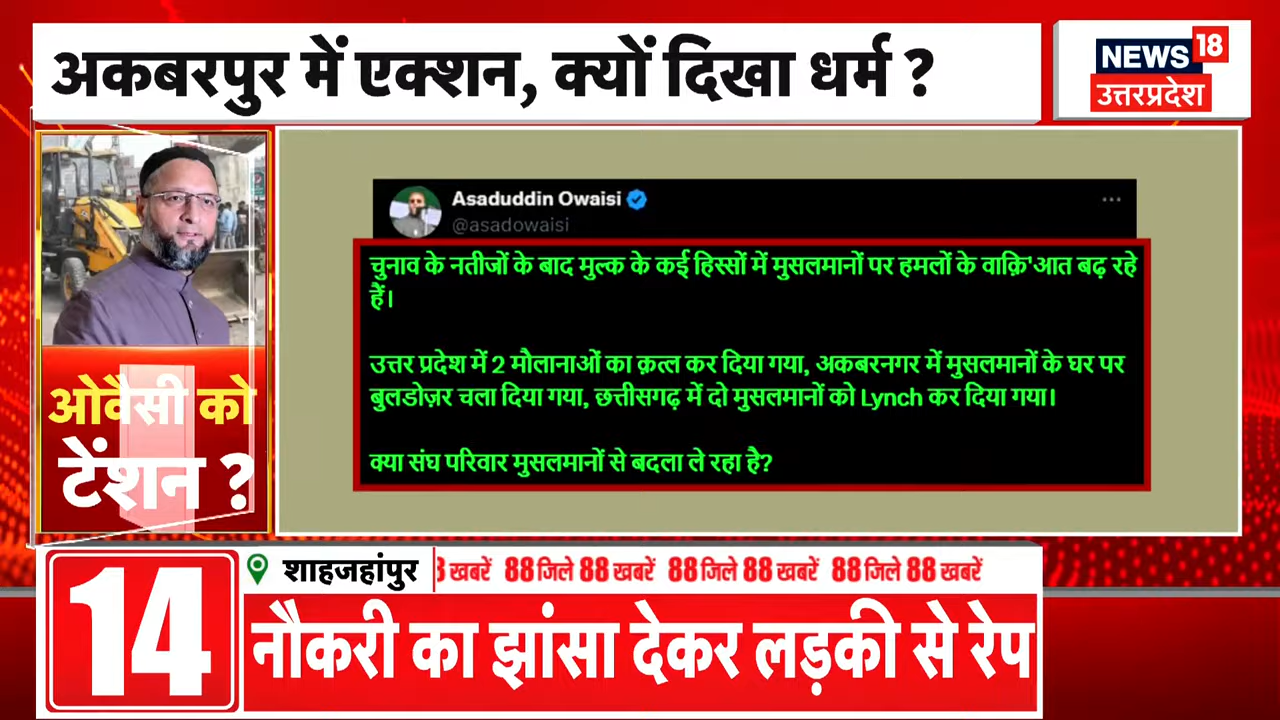 अकबरपुर में एक्शन, क्यों दिखा धर्म ?
NEWS 18
उत्तरप्रदेश
Asaduddin Owaisi
@asadowaisi
चुनाव के नतीजों के बाद मुल्क के कई हिस्सों में मुसलमानों पर हमलों के वाक़ि'आत बढ़ रहे
हैं।
उत्तर प्रदेश में 2 मौलानाओं का क़त्ल कर दिया गया, अकबरनगर में मुसलमानों के घर पर
बुलडोज़र चला दिया गया, छत्तीसगढ़ में दो मुसलमानों को Lynch कर दिया गया।
क्या संघ परिवार मुसलमानों से बदला ले रहा है?
ओवैसी को
टेंशन ?
14
शाहजहांपुर
खबरें 88 जिले 88 खबरें 88 जिले 88 खबरें 88 जिले 88 खबरें
नौकरी का झांसा देकर लड़की से रेप